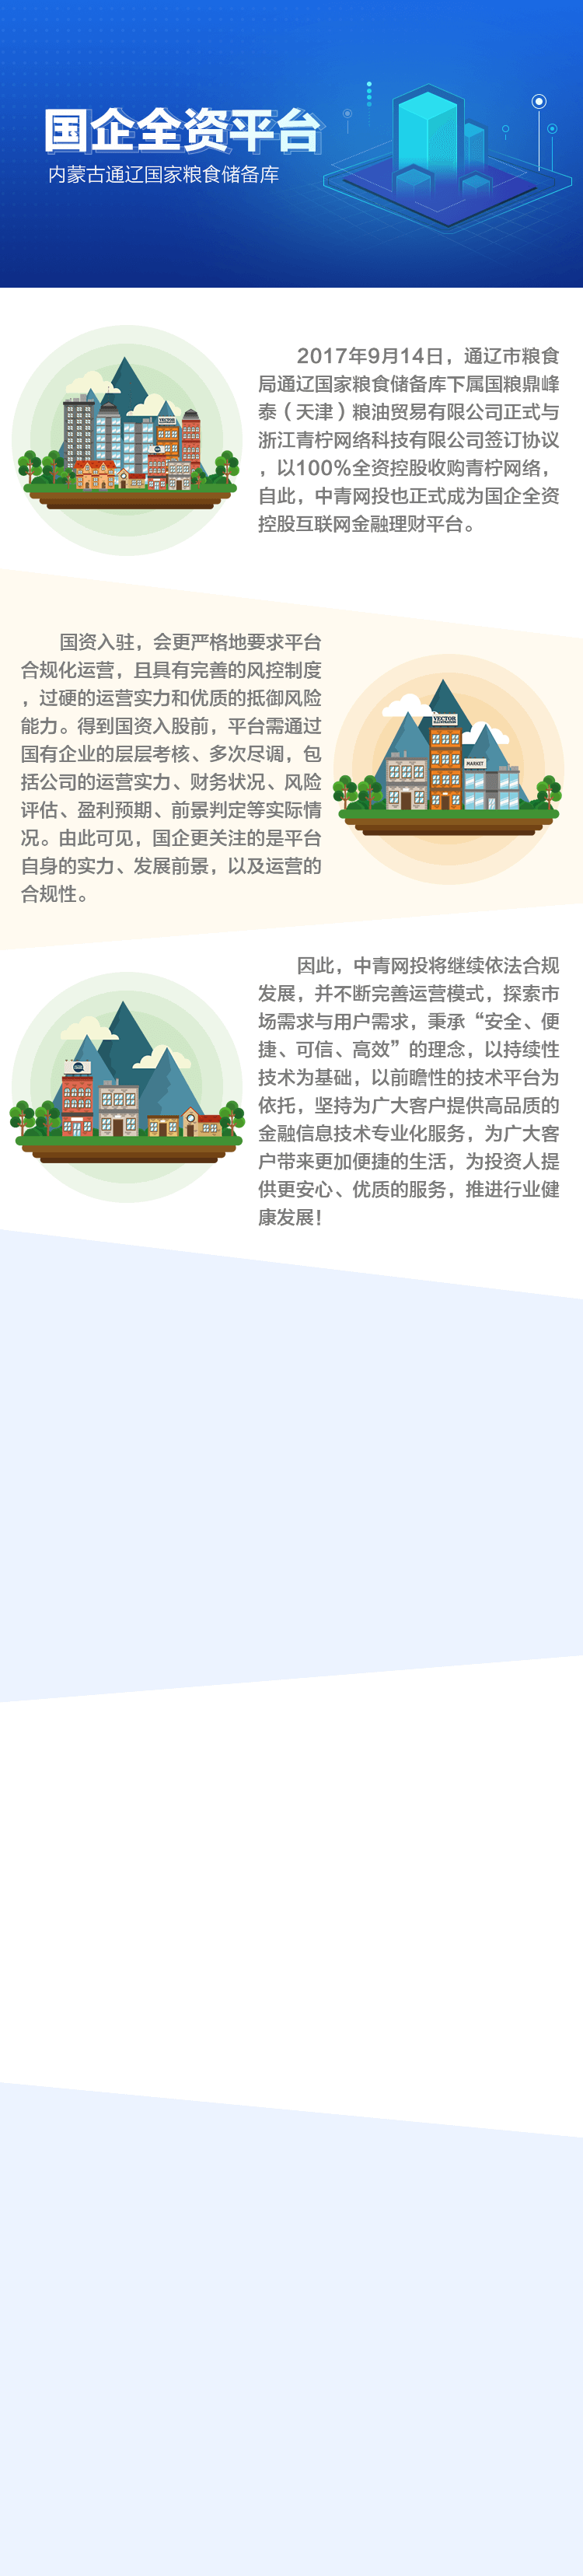 国企全资平台
内蒙古通辽国家粮食储备库
2017年9月14日，通辽市粮食
局通辽国家粮食储备库下属国粮鼎峰
泰（天津）粮油贸易有限公司正式与
浙江青柠网络科技有限公司签订协议
，以100%全资控股收购青柠网络，
自此，中青网投也正式成为国企全资
控股互联网金融理财平台。
国资入驻，会更严格地要求平台
合规化运营，且具有完善的风控制度
，过硬的运营实力和优质的抵御风险
能力。得到国资入股前，平台需通过
国有企业的层层考核、多次尽调，包
括公司的运营实力、财务状况、风险
评估、盈利预期、前景判定等实际情
况。由此可见，国企更关注的是平台
自身的实力、发展前景，以及运营的
合规性。
VECTOR
MARKET
因此，中青网投将继续依法合规
发展，并不断完善运营模式，探索市
场需求与用户需求，秉承“安全、便
捷、可信、高效”的理念，以持续性
技术为基础，以前瞻性的技术平台为
依托，坚持为广大客户提供高品质的
金融信息技术专业化服务，为广大客
户带来更加便捷的生活，为投资人提
供更安心、优质的服务，推进行业健
康发展！